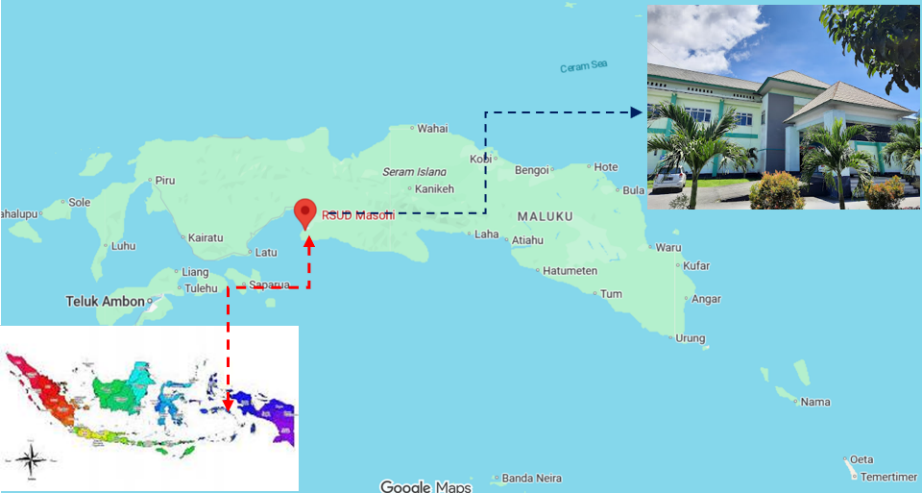 Ceram Sea
Wahai
Kobi
Seram Island
Bengoi
Hote
Piru
Kanikeh
Bula
Sole
ahalupu
RSUD Masohi
MALUKU
Kairatu
Laha
Atiahu
Luhu
Latu
Waru
Liang
Kufar
Hatumeten
Tulehu
Saparua
Teluk Ambon
Tum
Angar
Urung
Nama
Oeta
Temertimer
Banda Neira
Google Maps